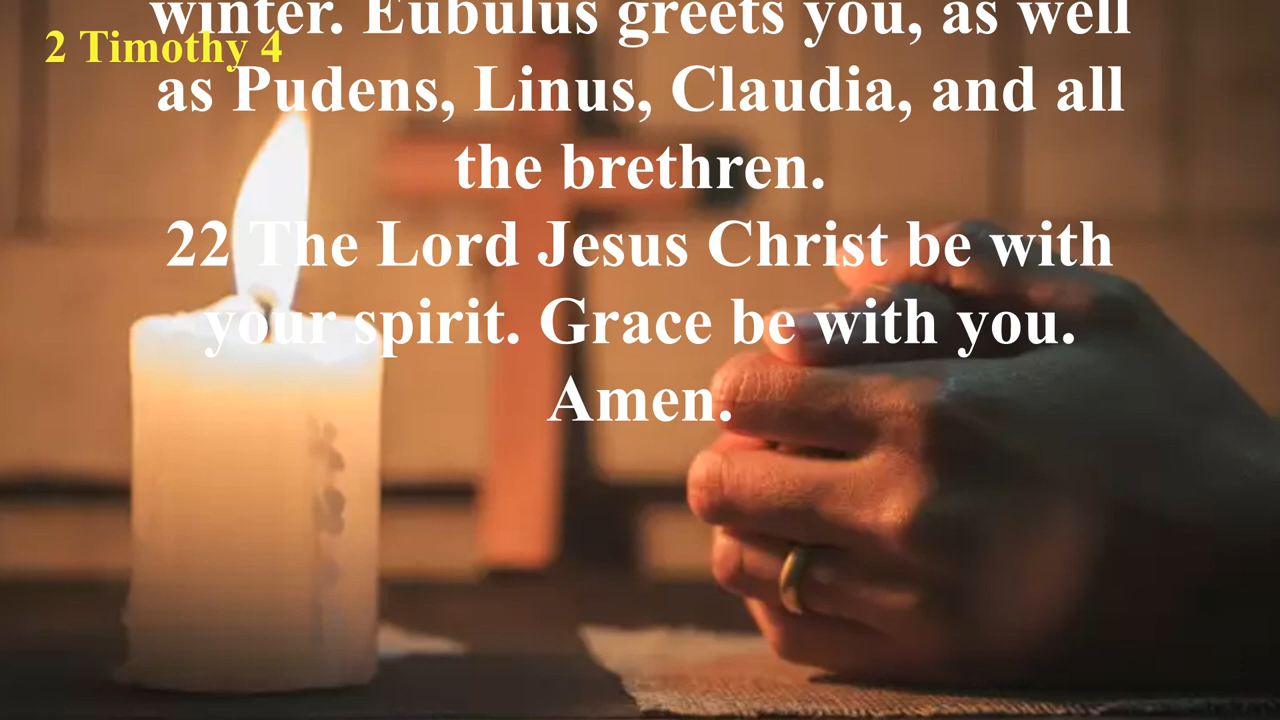 winter. Eubulus greets you, as well
2 Timothy 4
as Pudens, Linus, Claudia, and all
the brethren.
22 The Lord Jesus Christ be with
your spirit. Grace be with you.
Amen.